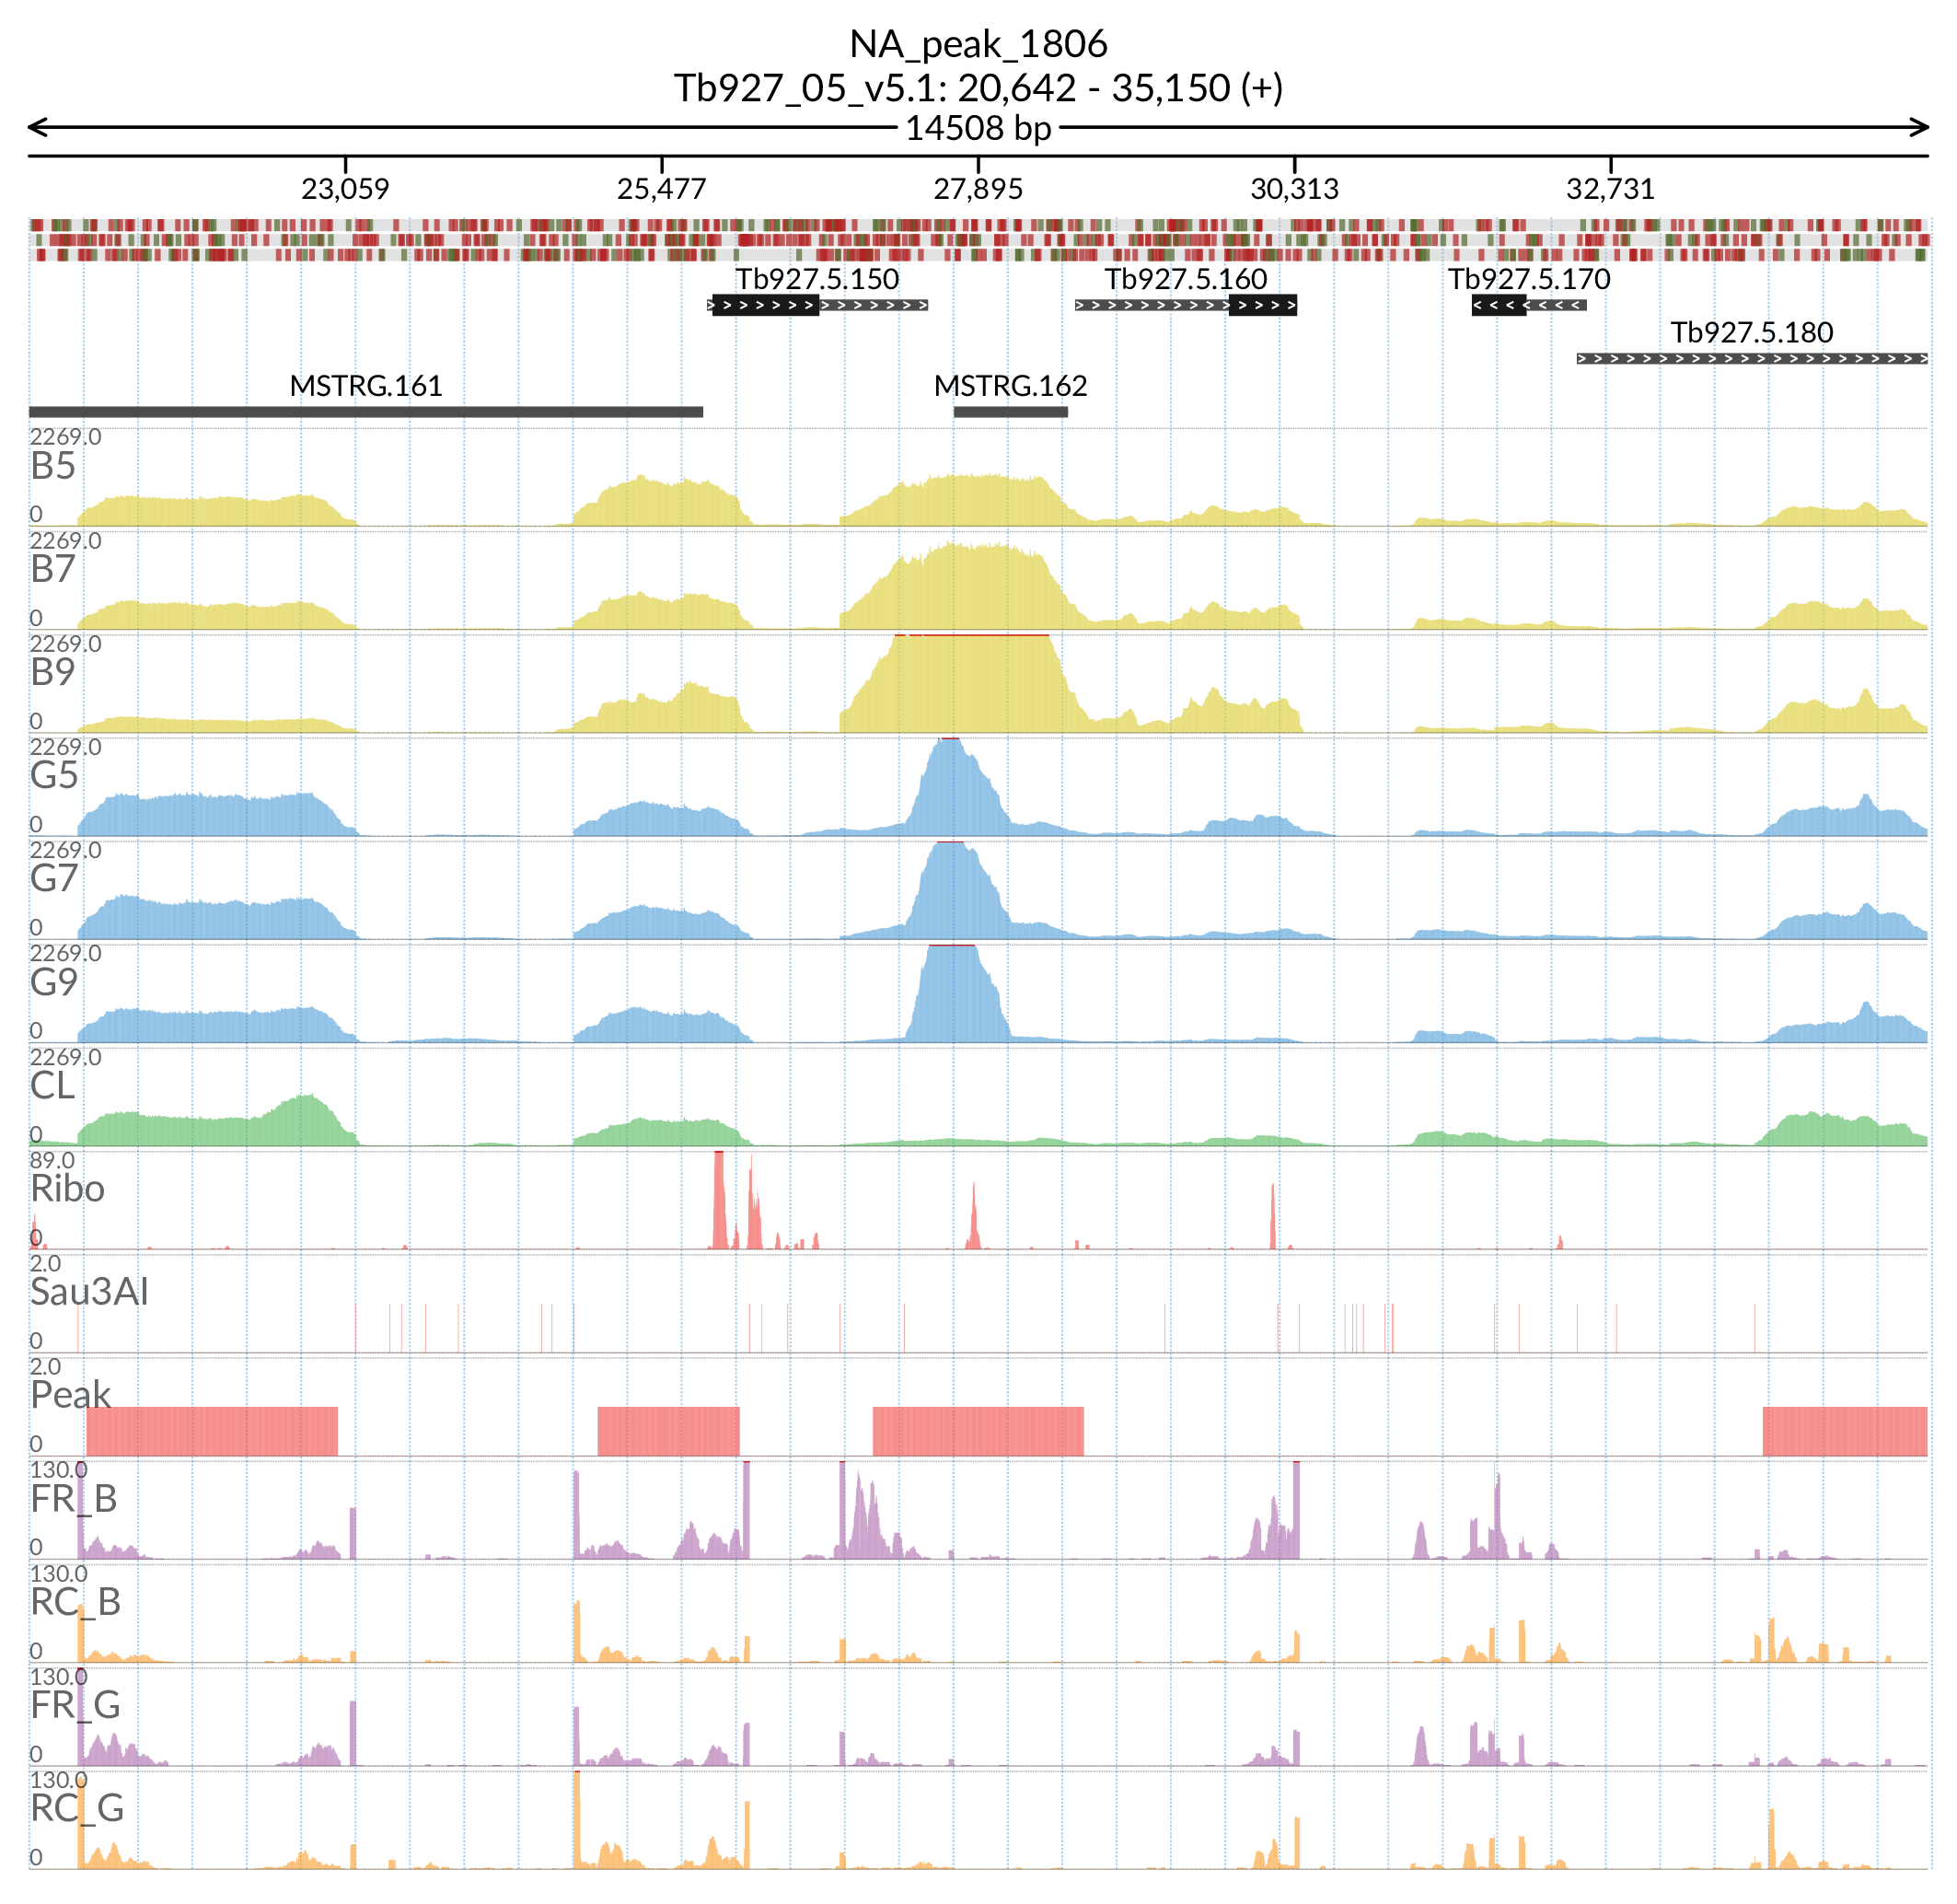 NA_peak_1806
Tb927_05_v5.1: 20,642 - 35,150 (+)
14508 bp
23,059 25,477 27,895 30,313 32,731
Tb927.5.150 Tb927.5.160 Tb927.5.170
Tb927.5.180
MSTRG.161 MSTRG.162
2269.0
B5
0
2269.0
B7
0
2269.0
B9
0
2269.0
G5
0
2269.0
G7
0
2269.0
G9
0
2269.0
CL
0
89.0
Ribo
0
2.0
Sau3AI
0
2.0
Peak
0
130.0
FR_B
0
130.0
RC_B
0
130.0
FR_G
0
130.0
RC_G
0